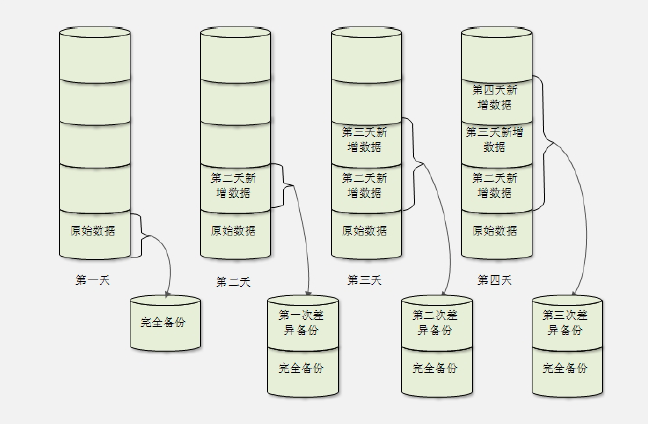 第四天新
增数据
第三天新
增数据
第三天新增
数据
第二天新
增数据
第二天新
增数据
第二天新
增数据
原始数据
原始数据
原始数据
原始数据
第一天
第二天
第三天
第四天
完全备份
第一次差
异备份
第二次差
异备份
第三次差
异备份
完全备份
完全备份
完全备份